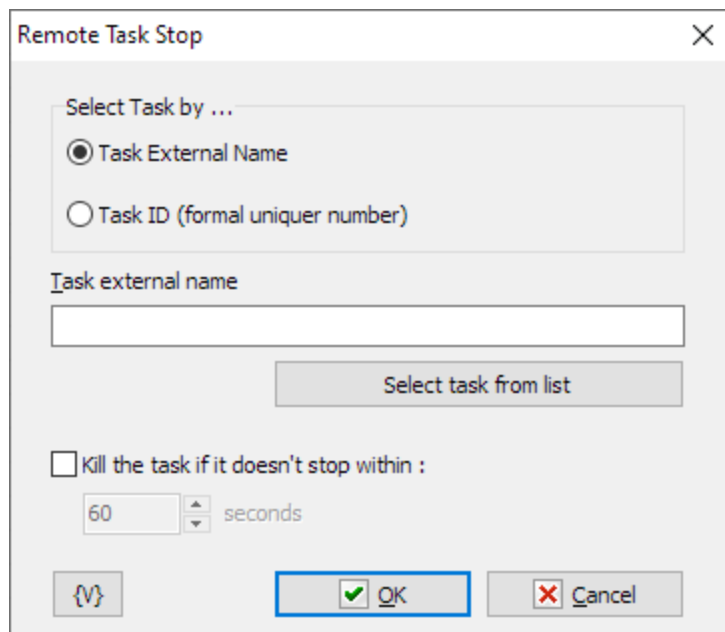 Remote Task Stop
Select Task by ...
Task External Name
Task ID (formal uniquer number)
Task external name
Select task from list
Kill the task if it doesn't stop within :
60 seconds
{V} OK Cancel